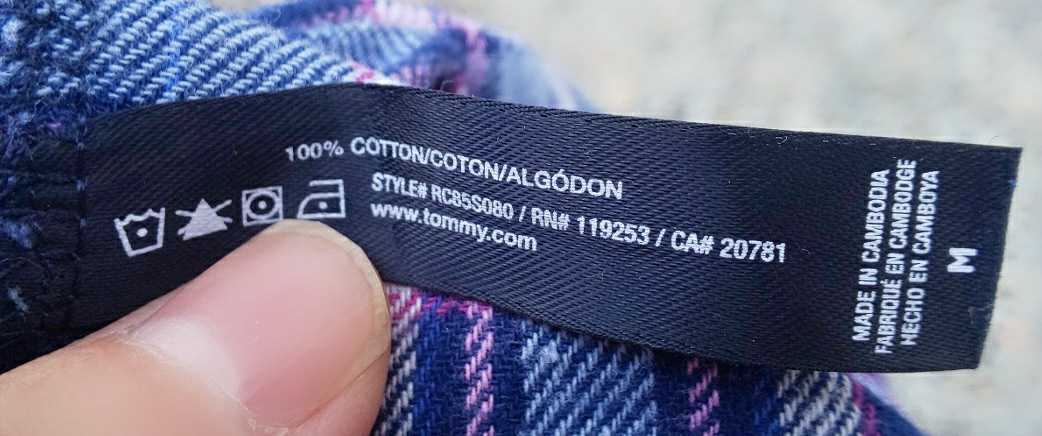 100% COTTON/COTON/ALGÓDON
STYLE# RC85S080 / RN# 119253 / CA# 20781
www.tommy.com
MADE IN CAMBODIA
FABRIQUÉ EN CAMBODGE
HECHO EN CAMBOYA
M